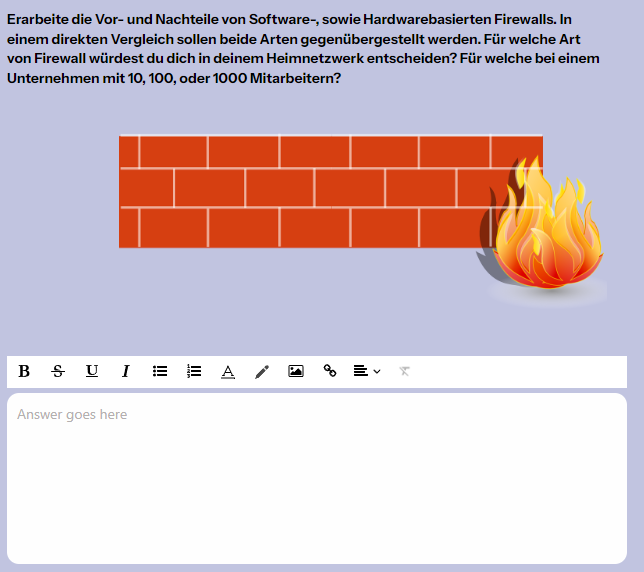 Erarbeite die Vor- und Nachteile von Software-, sowie Hardwarebasierten Firewalls. In
einem direkten Vergleich sollen beide Arten gegenübergestellt werden. Für welche Art
von Firewall würdest du dich in deinem Heimnetzwerk entscheiden? Für welche bei einem
Unternehmen mit 10, 100, oder 1000 Mitarbeitern?
B S U I A
Answer goes here